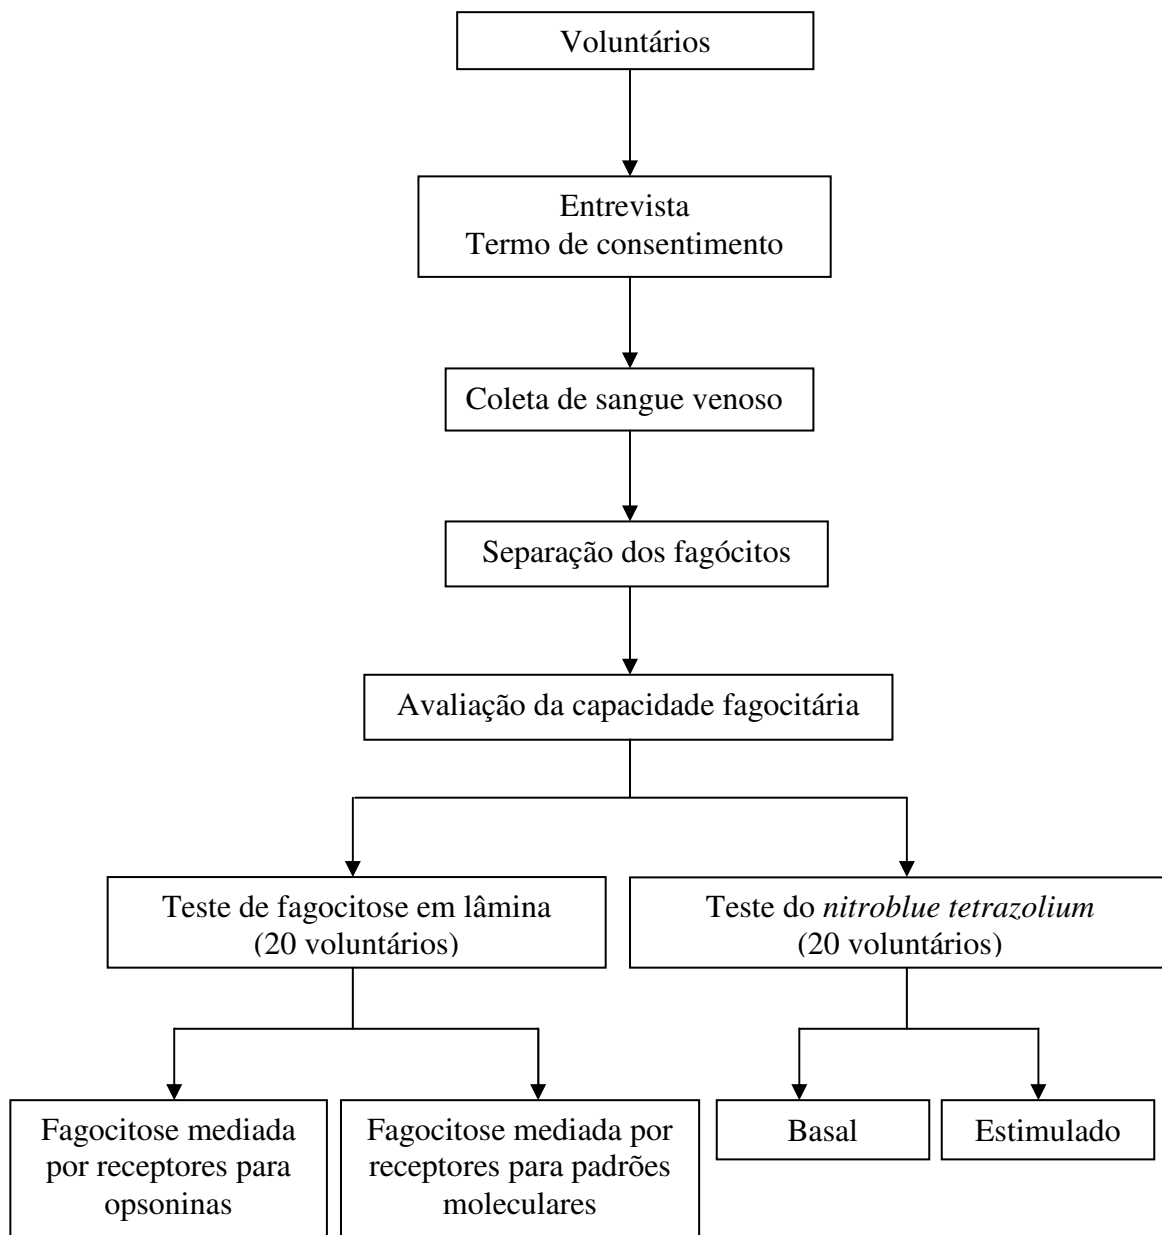 Voluntários
Entrevista
Termo de consentimento
Coleta de sangue venoso
Separação dos fagócitos
Avaliação da capacidade fagocitária
Teste de fagocitose em lâmina
(20 voluntários)
Teste do nitroblue tetrazolium
(20 voluntários)
Fagocitose mediada
por receptores para
opsoninas
Fagocitose mediada por
receptores para padrões
moleculares
Basal
Estimulado